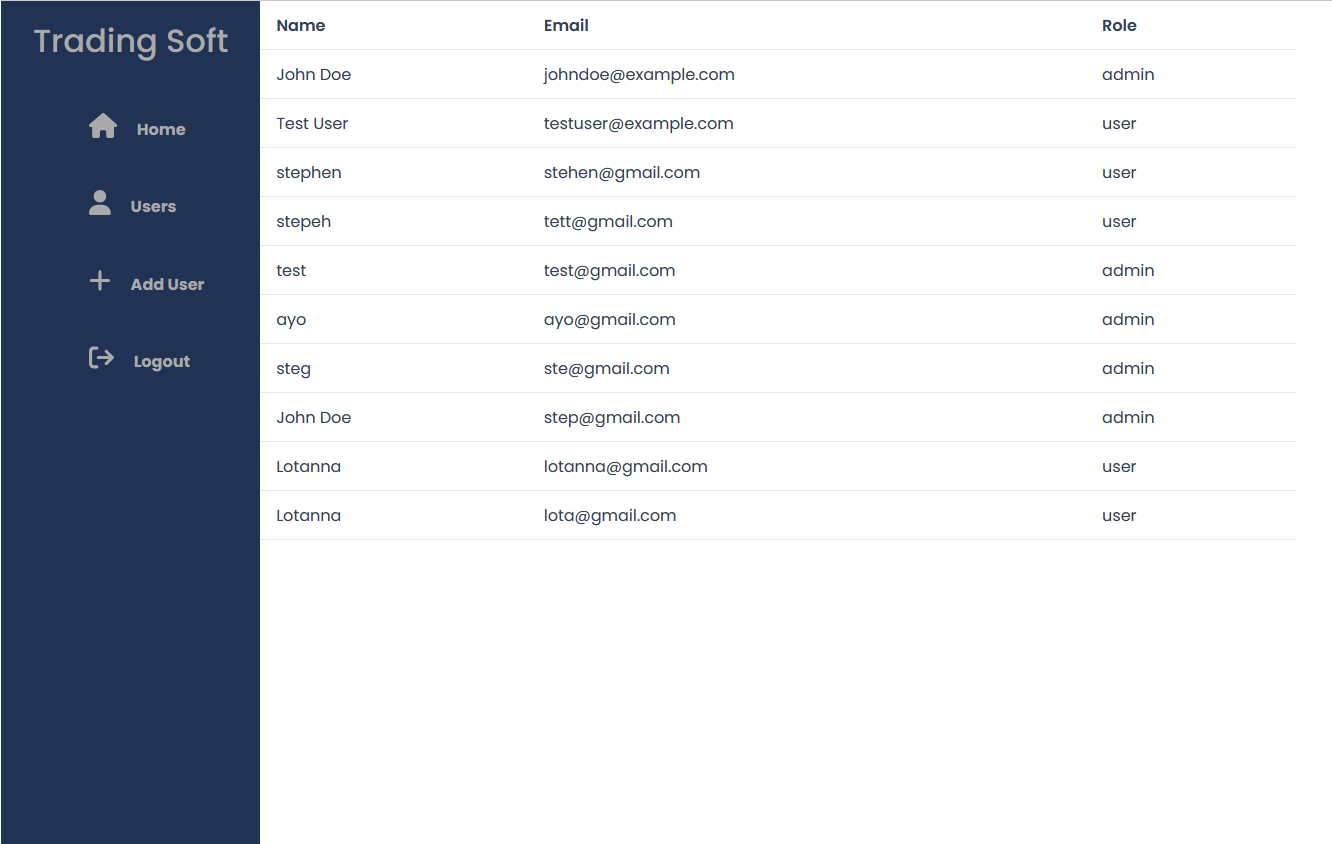 Trading Soft
Home
Users
Add User
Logout
Name Email Role
John Doe johndoe@example.com admin
Test User testuser@example.com user
stephen stehen@gmail.com user
stepeh tett@gmail.com user
test test@gmail.com admin
ayo ayo@gmail.com admin
steg ste@gmail.com admin
John Doe step@gmail.com admin
Lotanna lotanna@gmail.com user
Lotanna lota@gmail.com user